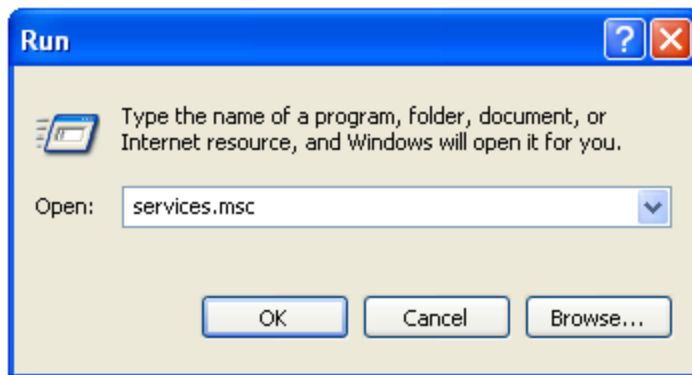 Run
Type the name of a program, folder, document, or
Internet resource, and Windows will open it for you.
Open: services.msc
OK Cancel Browse...